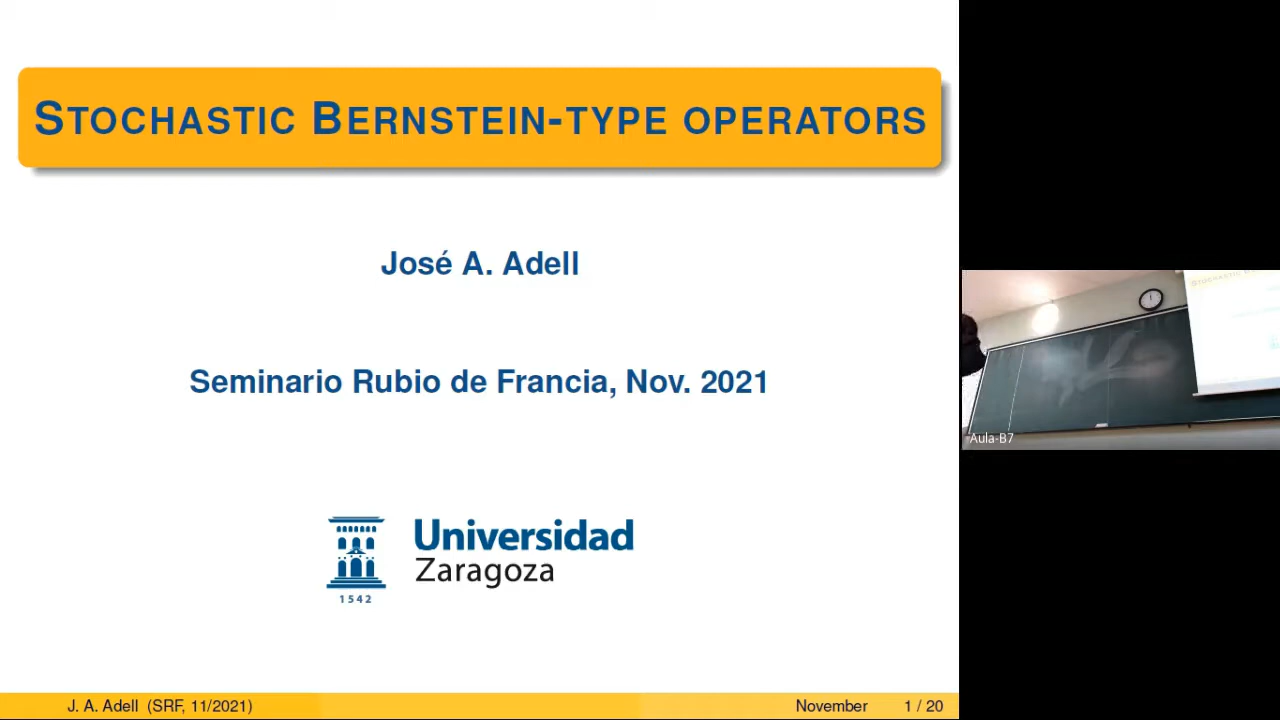 STOCHASTIC BERNSTEIN-TYPE OPERATORS
José A. Adell
Seminario Rubio de Francia, Nov. 2021
Universidad
Zaragoza
1542
J. A. Adell (SRF, 11/2021)
November 1 / 20
Aula-B7